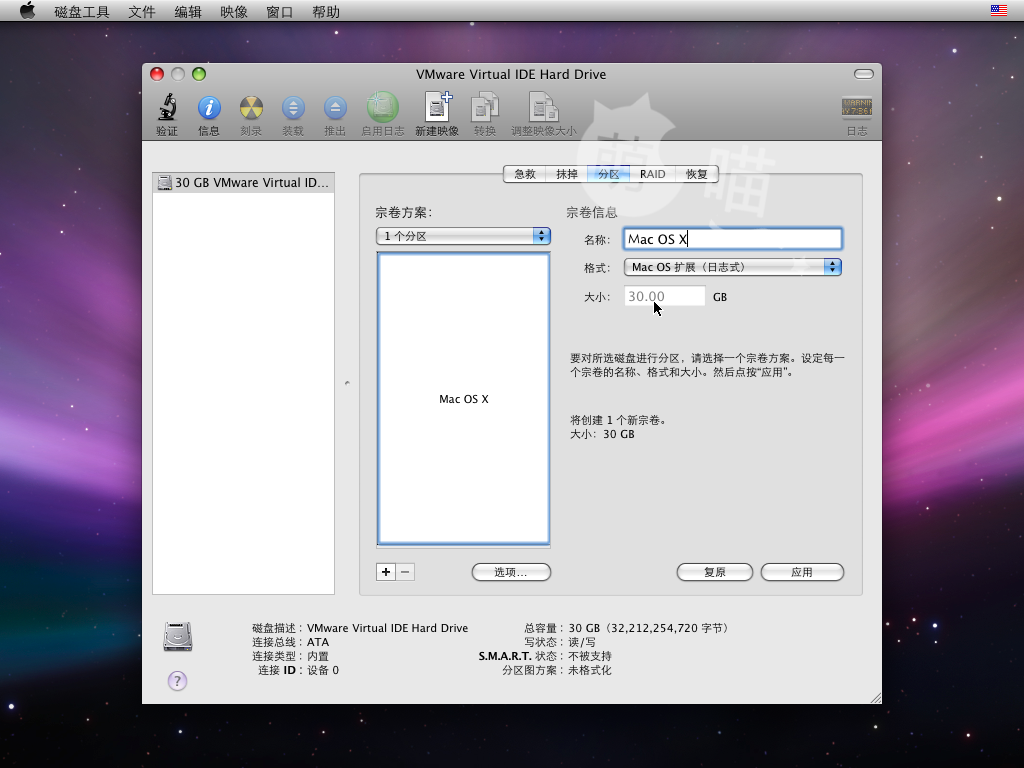 磁盘工具 文件 编辑 映像 窗口 帮助
VMware Virtual IDE Hard Drive
验证 信息 刻录 装载 推出 启用日志 新建映像 转换 调整映像大小 日志
萌喵
急救 抹掉 分区 RAID 恢复
30 GB VMware Virtual ID...
宗卷方案：
1 个分区
Mac OS X
宗卷信息
名称： Mac OS X
格式： Mac OS 扩展（日志式）
大小： 30.00 GB
要对所选磁盘进行分区，请选择一个宗卷方案。设定每一
个宗卷的名称、格式和大小。然后点按“应用”。
将创建 1 个新宗卷。
大小：30 GB
+ − 选项... 复原 应用
磁盘描述：VMware Virtual IDE Hard Drive
连接总线：ATA
连接类型：内置
连接 ID：设备 0
总容量：30 GB（32,212,254,720 字节）
写状态：读/写
S.M.A.R.T. 状态：不被支持
分区图方案：未格式化
?